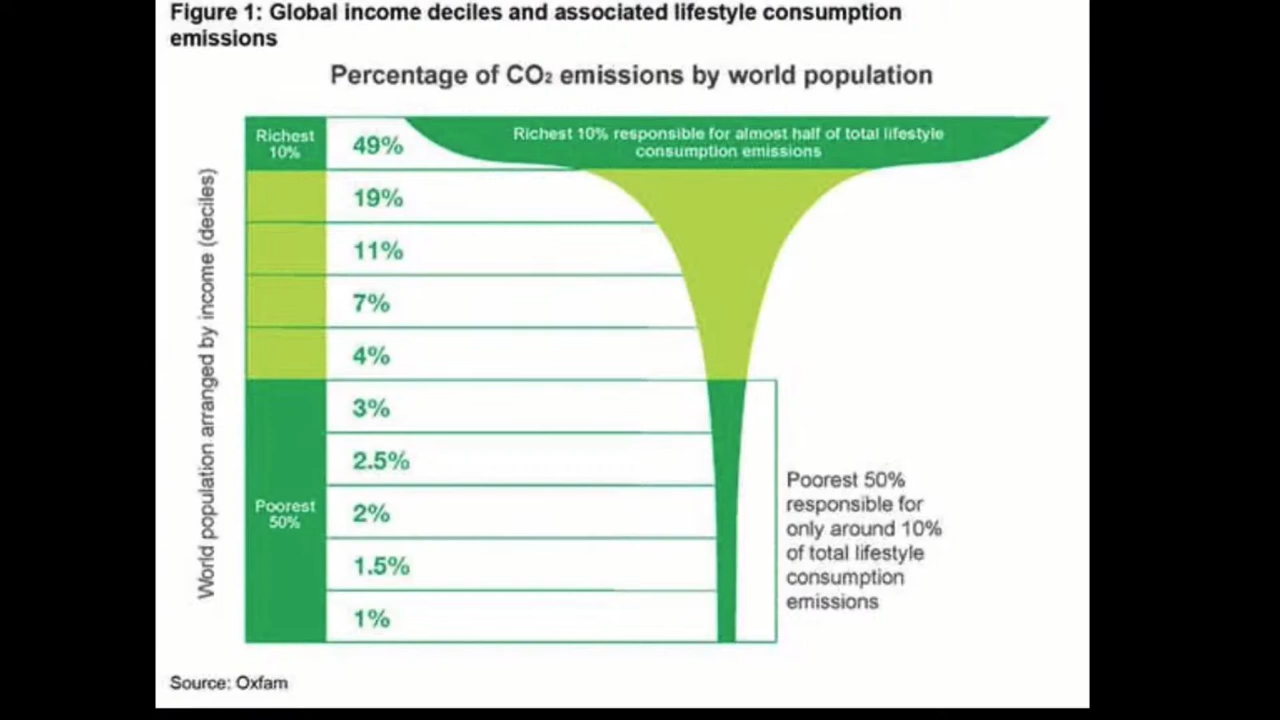 Figure 1: Global income deciles and associated lifestyle consumption
emissions
Percentage of CO₂ emissions by world population
World population arranged by income (deciles)
Richest
10%
49%
Richest 10% responsible for almost half of total lifestyle
consumption emissions
19%
11%
7%
4%
3%
2.5%
Poorest
50%
2%
1.5%
1%
Poorest 50%
responsible for
only around 10%
of total lifestyle
consumption
emissions
Source: Oxfam